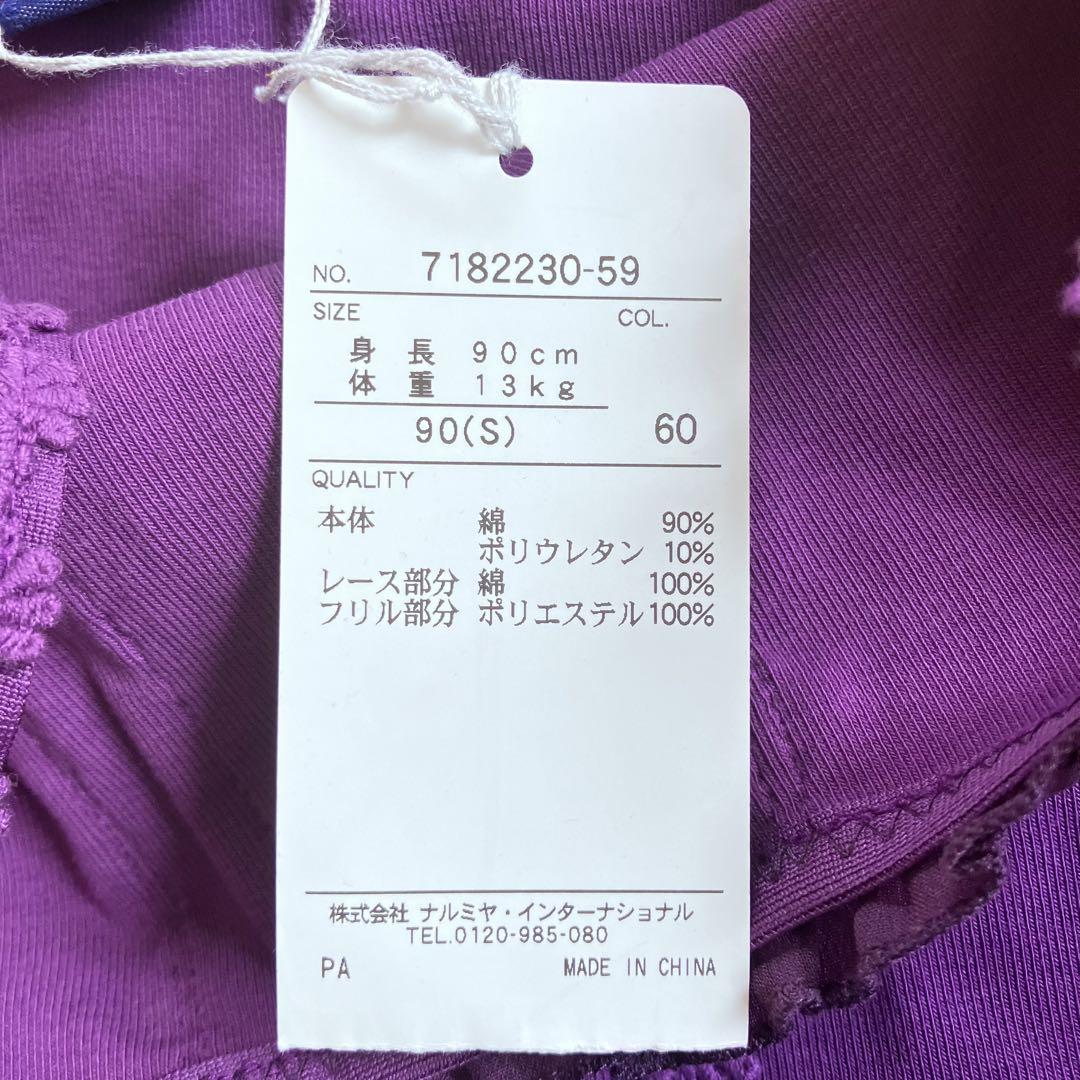 NO. 7182230-59
SIZE COL.
身長 90cm
体重 13kg
90(S) 60
QUALITY
本体 綿 90%
ポリウレタン 10%
レース部分 綿 100%
フリル部分 ポリエステル 100%
株式会社 ナルミヤ・インターナショナル
TEL.0120-985-080
PA MADE IN CHINA